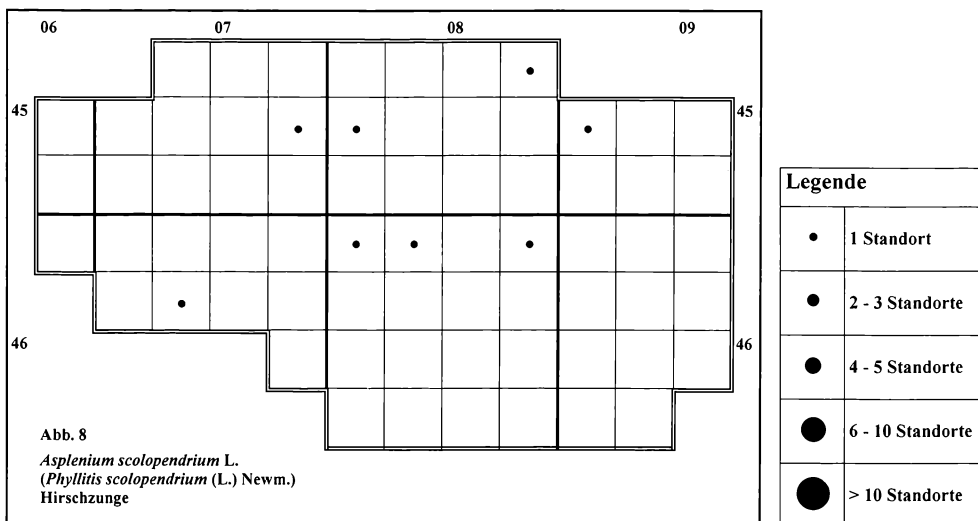 06 07 08 09
45 45
46 46
Abb. 8
Asplenium scolopendrium L.
(Phyllitis scolopendrium (L.) Newm.)
Hirschzunge
Legende
1 Standort
2 - 3 Standorte
4 - 5 Standorte
6 - 10 Standorte
> 10 Standorte